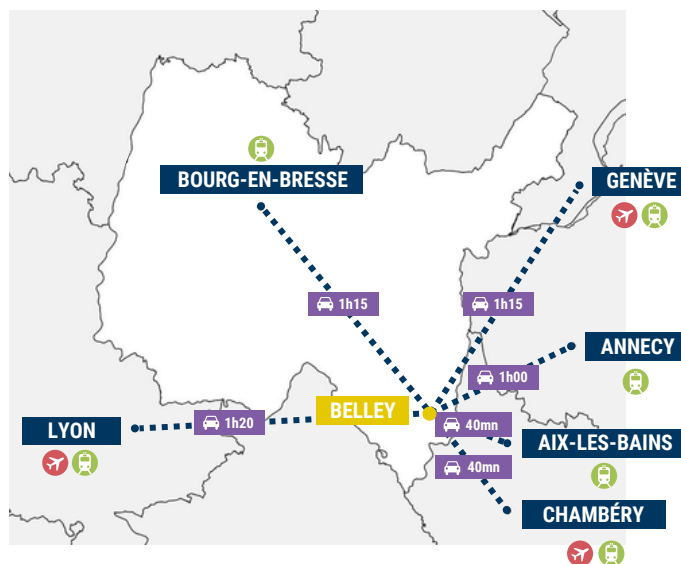 BOURG-EN-BRESSE
GENÈVE
1h15
1h15
ANNECY
1h00
BELLEY
1h20
LYON
40mn
AIX-LES-BAINS
40mn
CHAMBÉRY